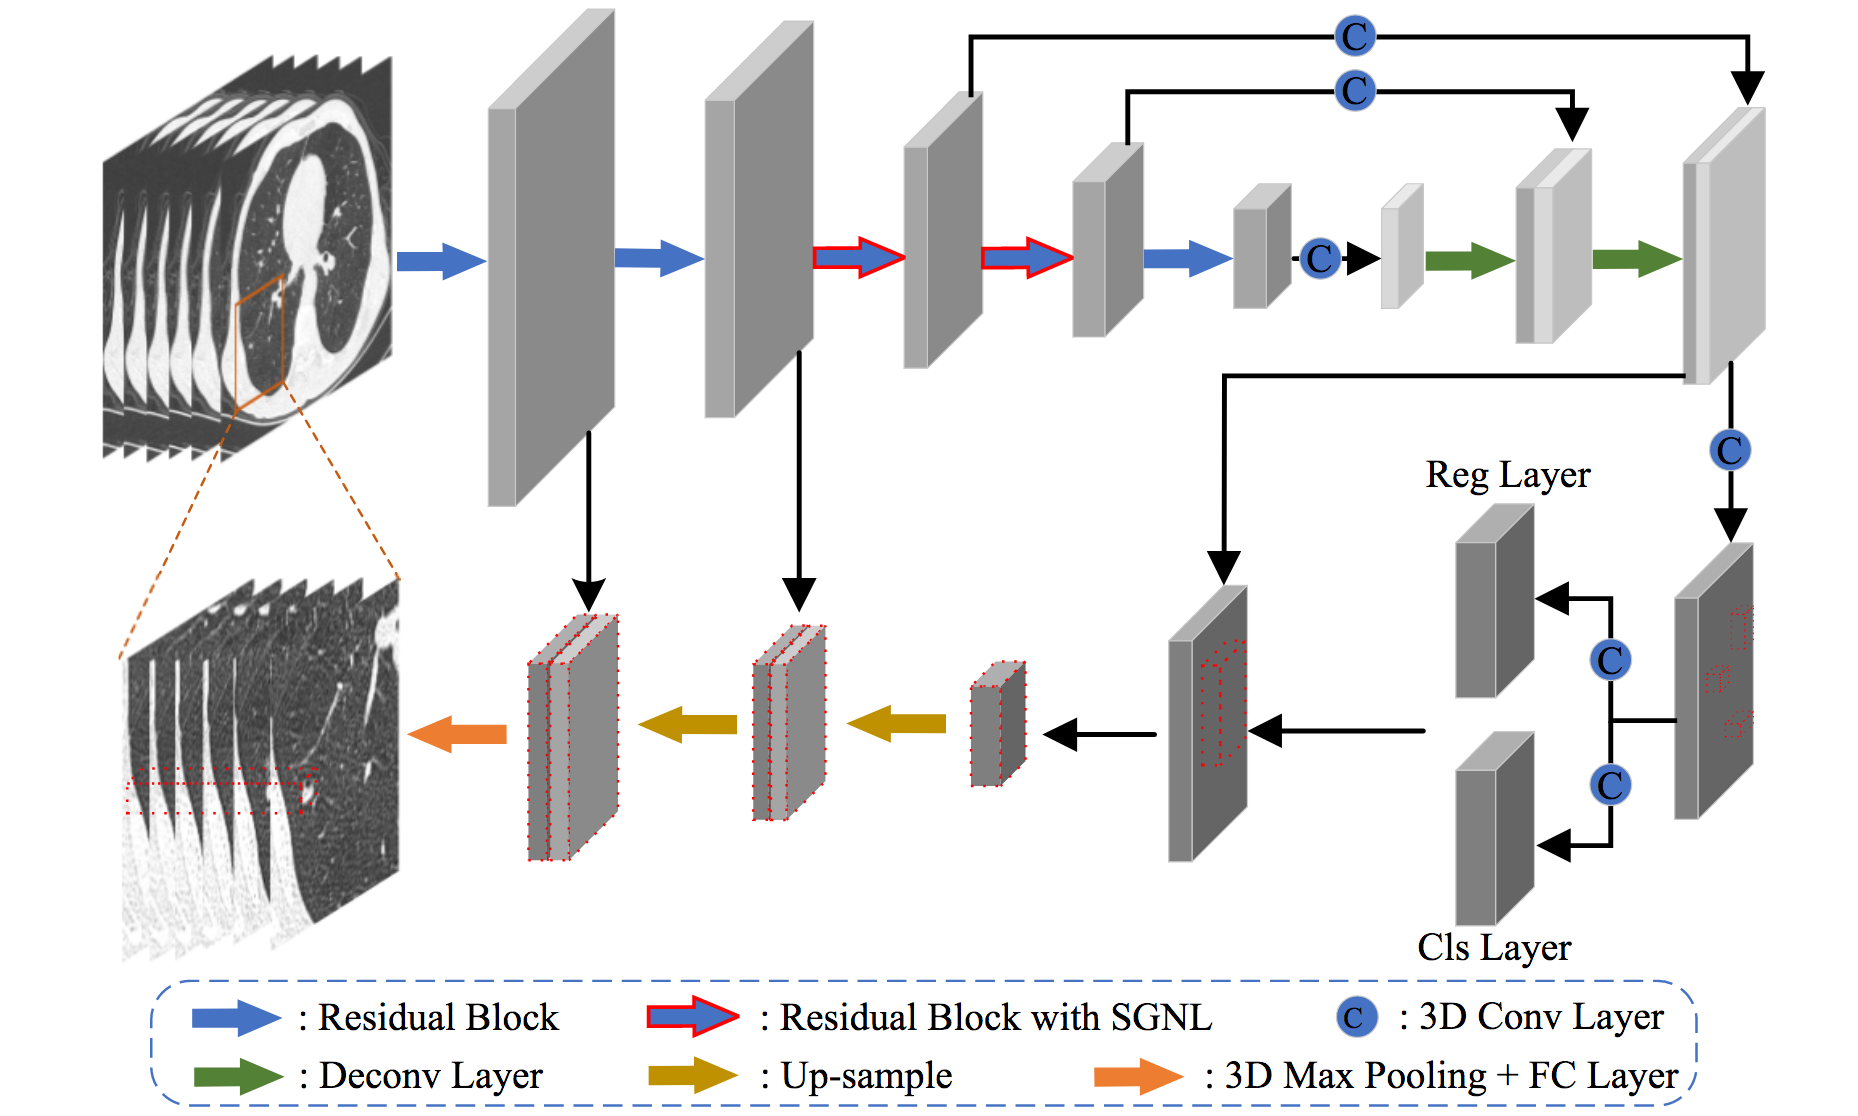 C
C
C
C
Reg Layer
C
C
Cls Layer
: Residual Block
: Residual Block with SGNL
C
: 3D Conv Layer
: Deconv Layer
: Up-sample
: 3D Max Pooling + FC Layer